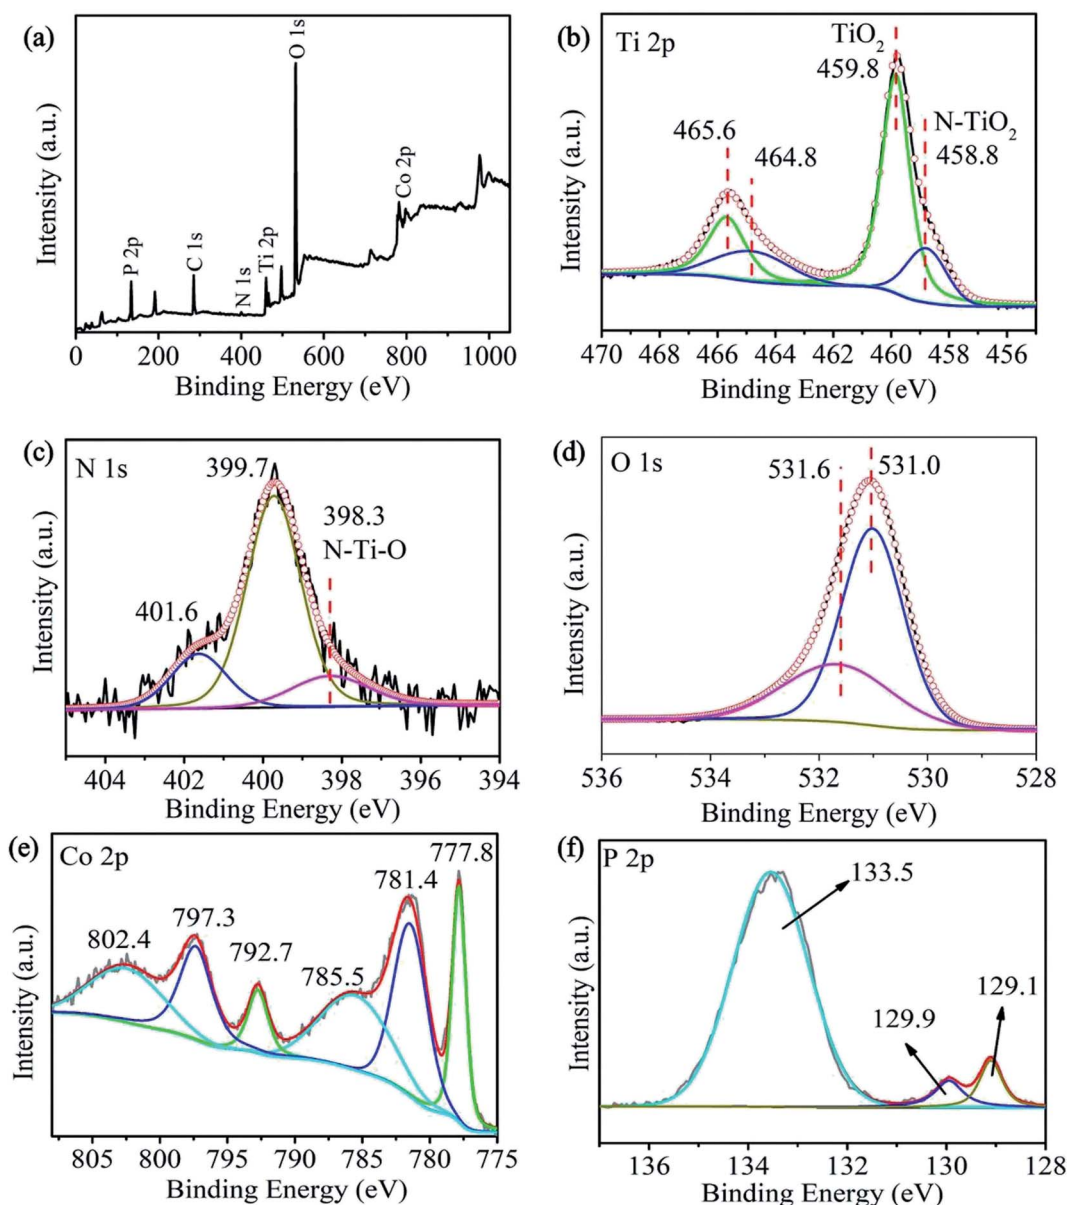 (a)
O 1s
Co 2p
P 2p
C 1s
N 1s
Ti 2p
Intensity (a.u.)
0 200 400 600 800 1000
Binding Energy (eV)
(b)
Ti 2p
TiO2
459.8
N-TiO2
458.8
465.6
464.8
Intensity (a.u.)
470 468 466 464 462 460 458 456
Binding Energy (eV)
(c)
N 1s
399.7
398.3
N-Ti-O
401.6
Intensity (a.u.)
404 402 400 398 396 394
Binding Energy (eV)
(d)
O 1s
531.6
531.0
Intensity (a.u.)
536 534 532 530 528
Binding Energy (eV)
(e)
Co 2p
777.8
781.4
797.3
802.4
792.7
785.5
Intensity (a.u.)
805 800 795 790 785 780 775
Binding Energy (eV)
(f)
P 2p
133.5
129.1
129.9
Intensity (a.u.)
136 134 132 130 128
Binding Energy (eV)